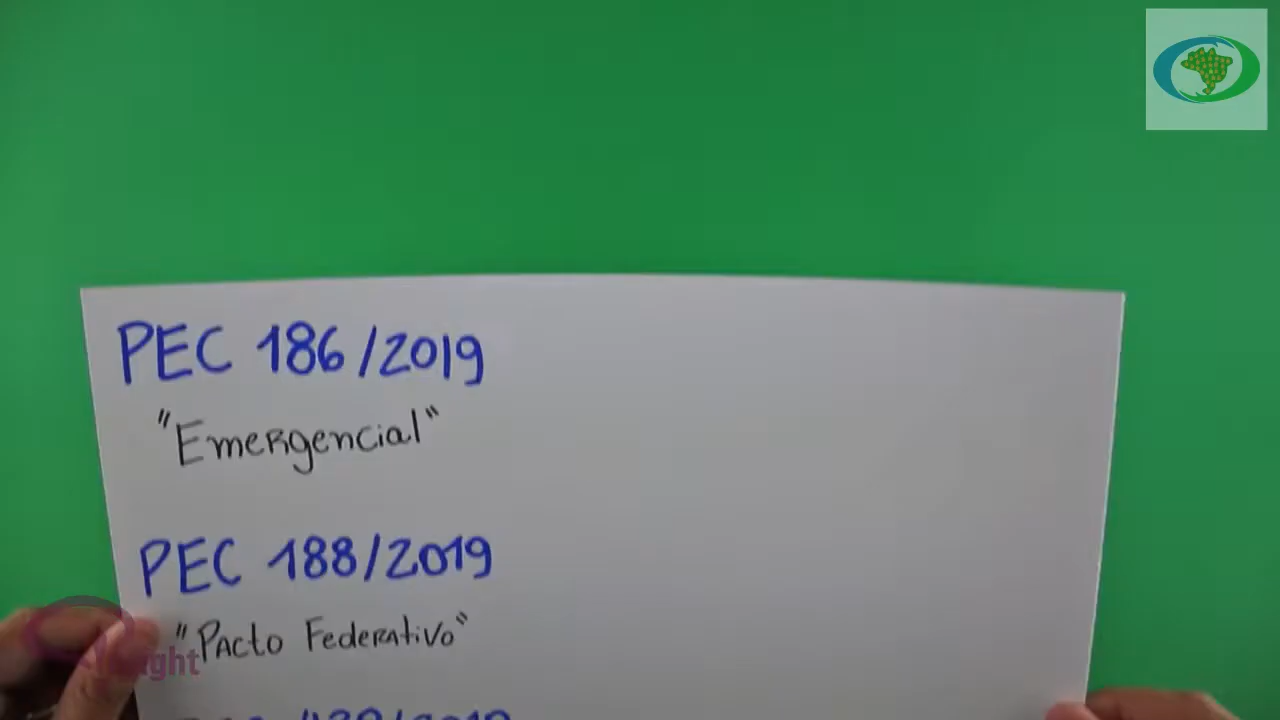 PEC 186/2019
"Emergencial"
PEC 188/2019
"Pacto Federativo"